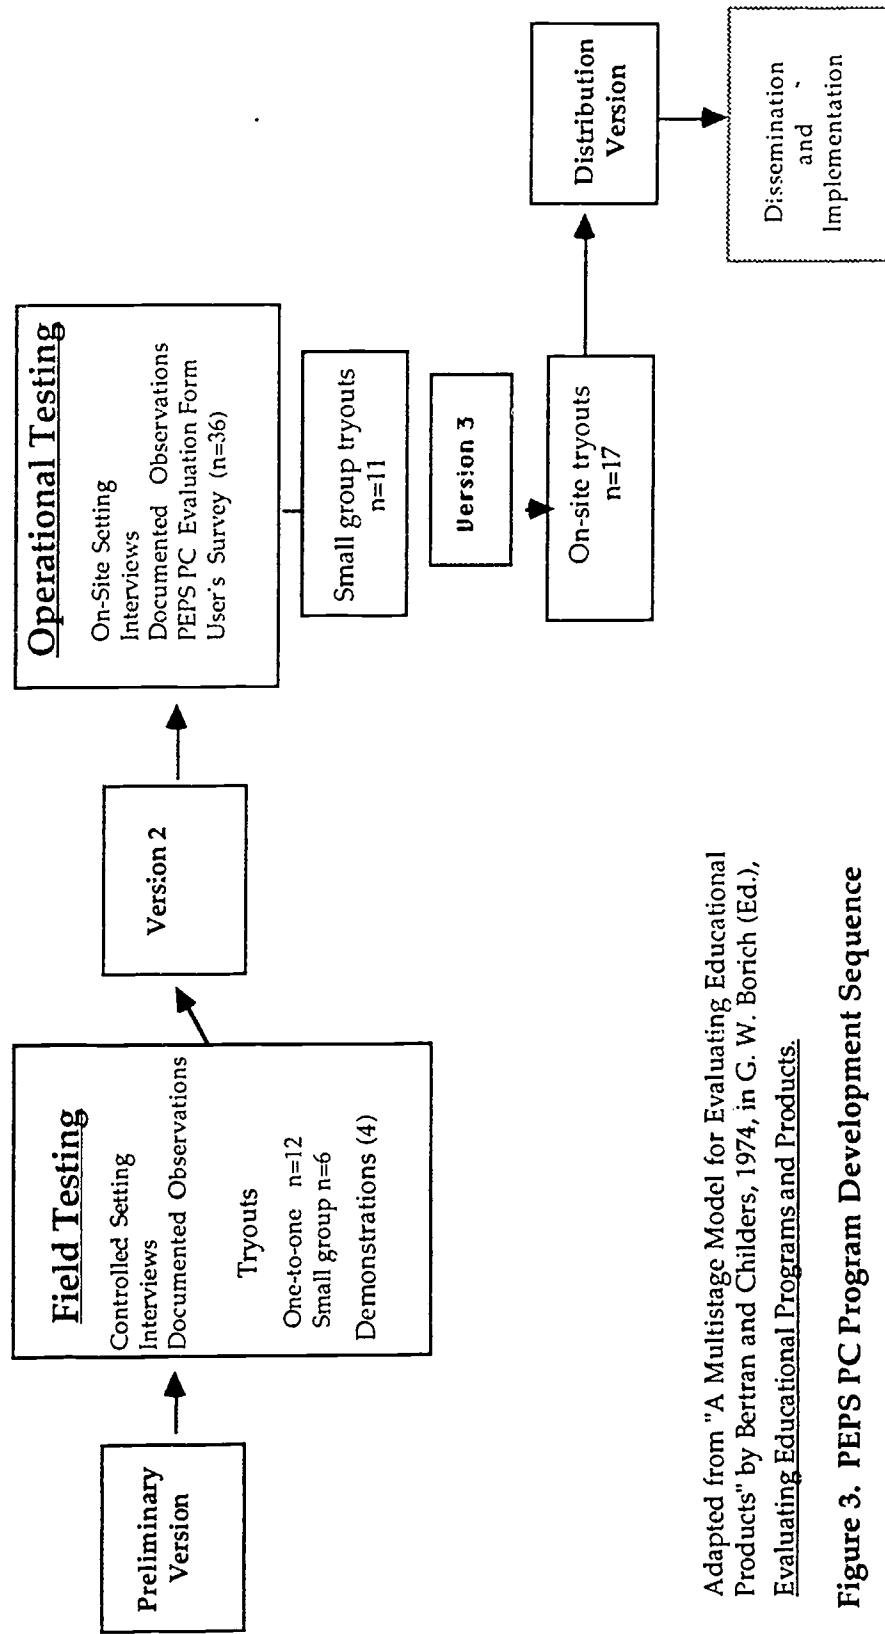 Preliminary
Version
Field Testing
Controlled Setting
Interviews
Documented Observations
Tryouts
One-to-one n=12
Small group n=6
Demonstrations (4)
Version 2
Operational Testing
On-Site Setting
Interviews
Documented Observations
PEPS PC Evaluation Form
User's Survey (n=36)
Small group tryouts
n=11
Version 3
On-site tryouts
n=17
Distribution
Version
Dissemination
and
Implementation
Adapted from "A Multistage Model for Evaluating Educational
Products" by Bertran and Childers, 1974, in G. W. Borich (Ed.),
Evaluating Educational Programs and Products.
Figure 3. PEPS PC Program Development Sequence